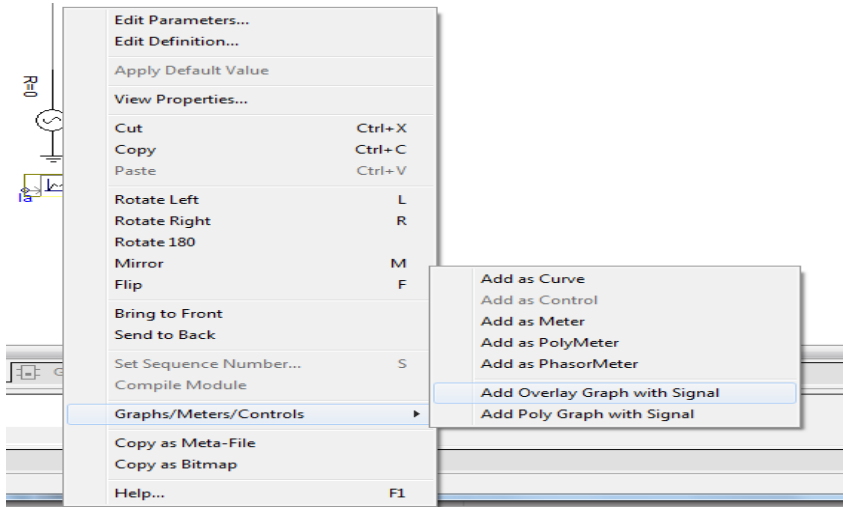 Edit Parameters...
Edit Definition...
Apply Default Value
View Properties...
Cut Ctrl+X
Copy Ctrl+C
Paste Ctrl+V
Rotate Left L
Rotate Right R
Rotate 180
Mirror M
Flip F
Bring to Front
Send to Back
Set Sequence Number... S
Compile Module
Graphs/Meters/Controls
Copy as Meta-File
Copy as Bitmap
Help... F1
Add as Curve
Add as Control
Add as Meter
Add as PolyMeter
Add as PhasorMeter
Add Overlay Graph with Signal
Add Poly Graph with Signal
R=0
Ia